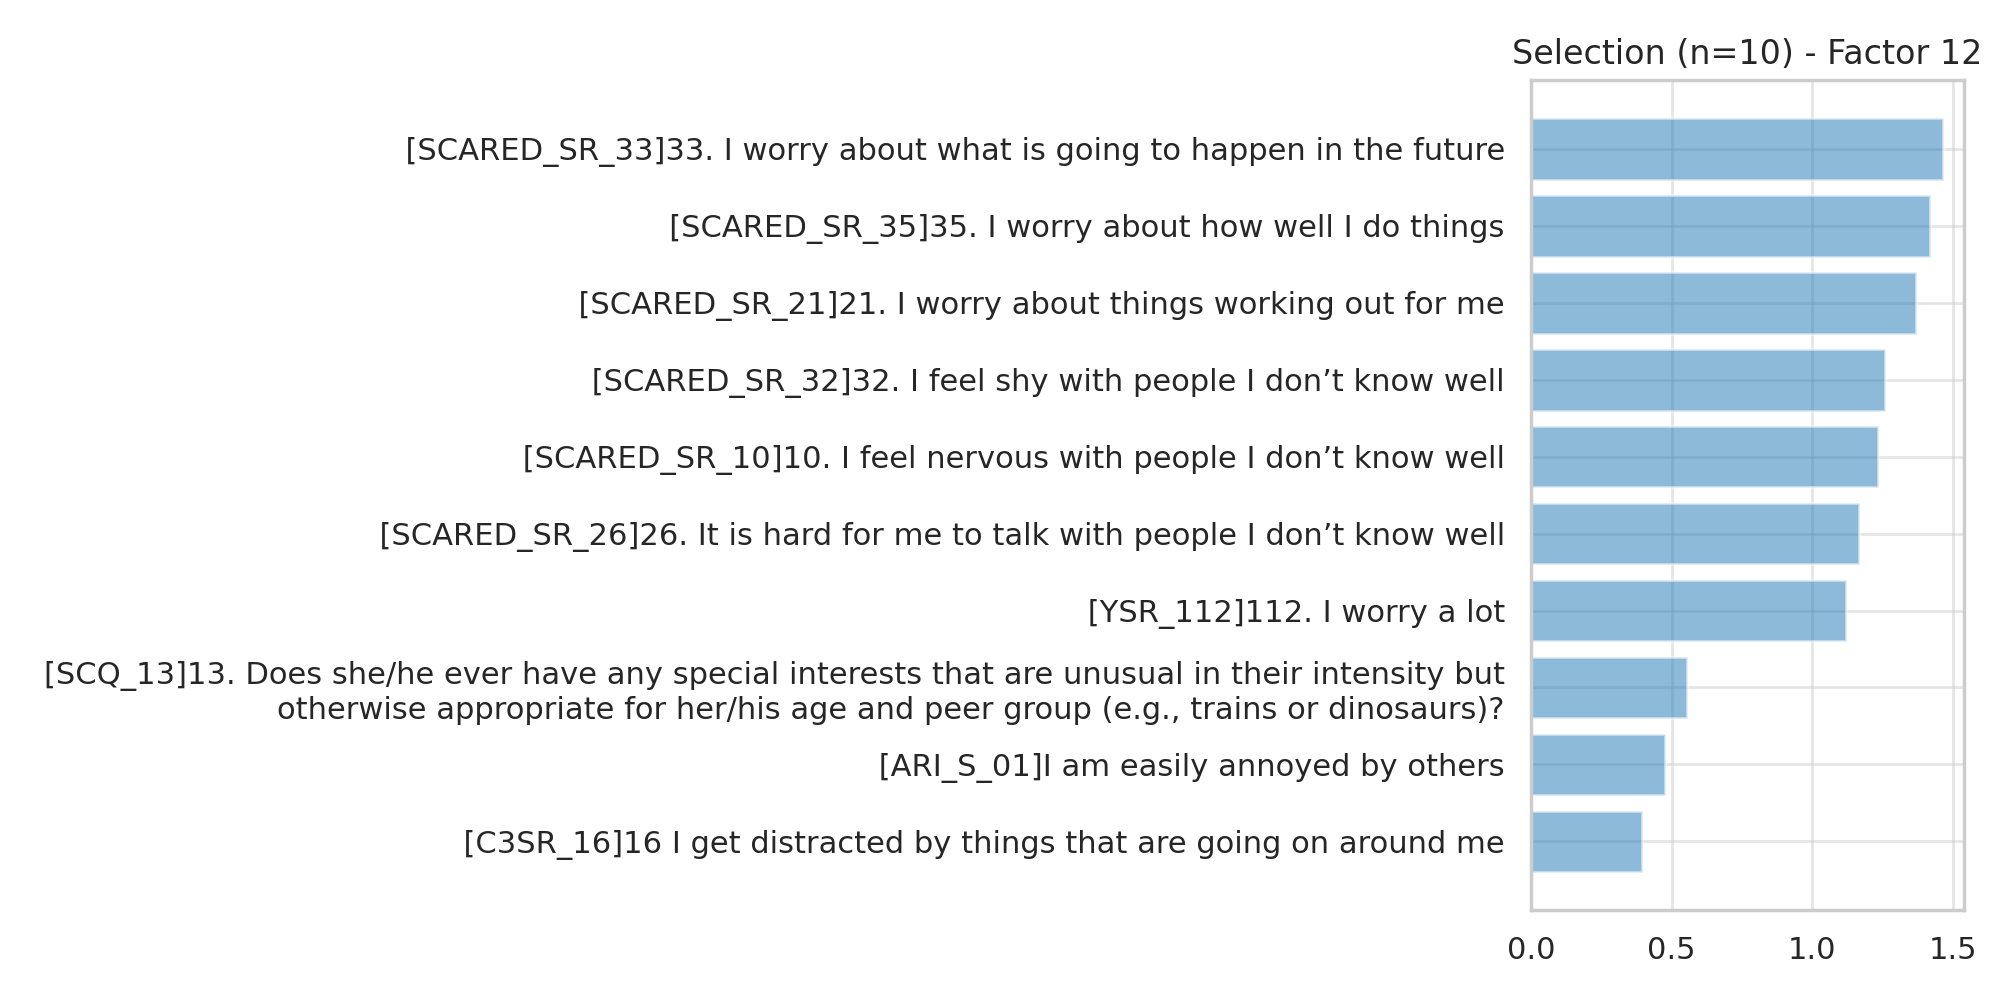 Selection (n=10) - Factor 12
[SCARED_SR_33]33. I worry about what is going to happen in the future
[SCARED_SR_35]35. I worry about how well I do things
[SCARED_SR_21]21. I worry about things working out for me
[SCARED_SR_32]32. I feel shy with people I don’t know well
[SCARED_SR_10]10. I feel nervous with people I don’t know well
[SCARED_SR_26]26. It is hard for me to talk with people I don’t know well
[YSR_112]112. I worry a lot
[SCQ_13]13. Does she/he ever have any special interests that are unusual in their intensity but
otherwise appropriate for her/his age and peer group (e.g., trains or dinosaurs)?
[ARI_S_01]I am easily annoyed by others
[C3SR_16]16 I get distracted by things that are going on around me
0.0 0.5 1.0 1.5